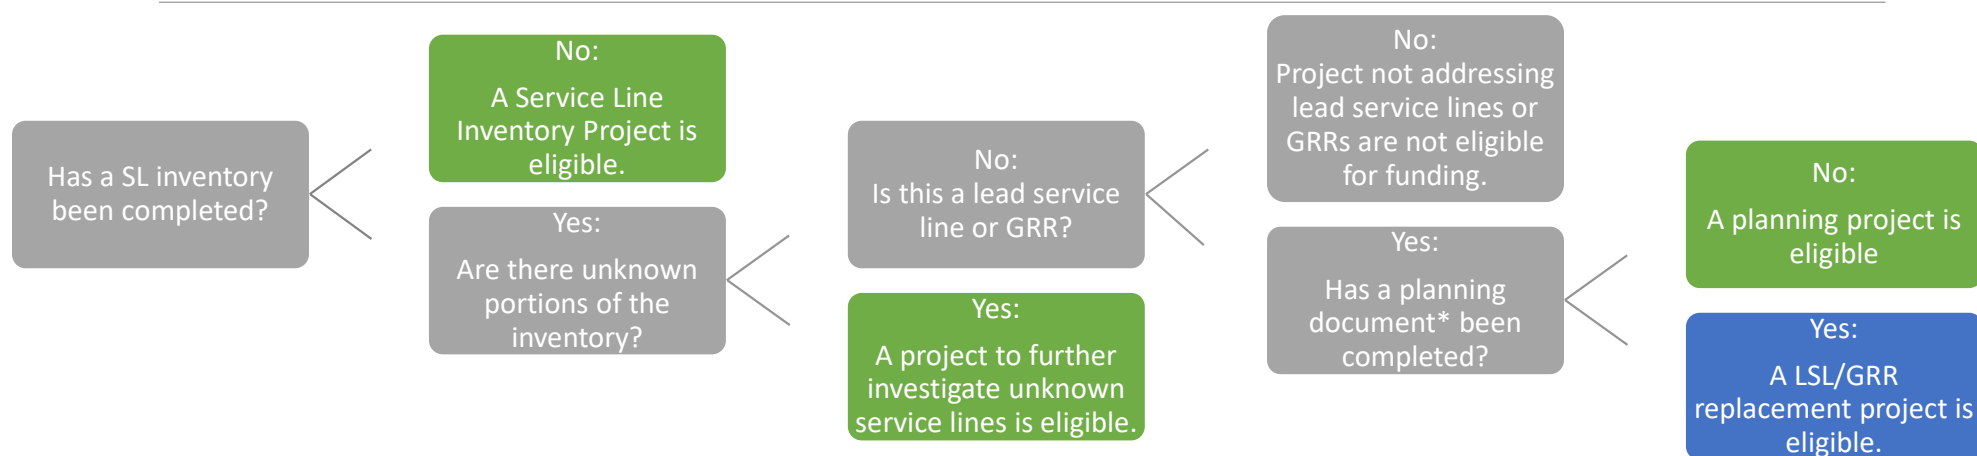 Has a SL inventory
been completed?
No:
A Service Line
Inventory Project is
eligible.
Yes:
Are there unknown
portions of the
inventory?
No:
Is this a lead service
line or GRR?
Yes:
A project to further
investigate unknown
service lines is eligible.
No:
Project not addressing
lead service lines or
GRRs are not eligible
for funding.
Yes:
Has a planning
document* been
completed?
No:
A planning project is
eligible
Yes:
A LSL/GRR
replacement project is
eligible.